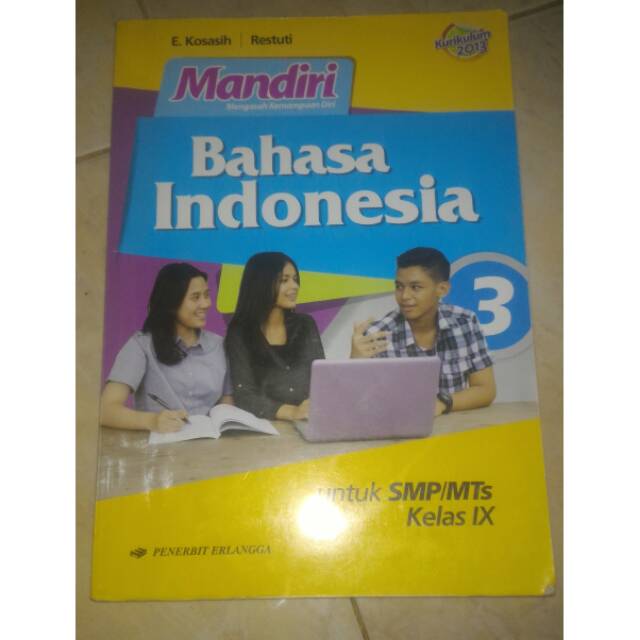 E. Kosasih | Restuti
Kurikulum
2013
Mandiri
Mengasah Kemampuan Diri
Bahasa
Indonesia
3
untuk SMP/MTs
Kelas IX
PENERBIT ERLANGGA